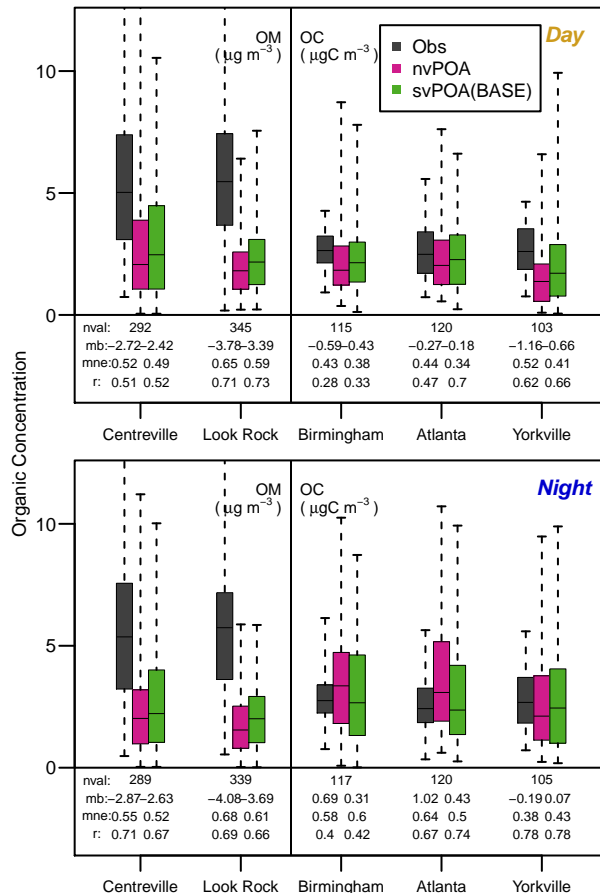 OM
( μg m−3 )
OC
( μgC m−3 )
Day
Obs
nvPOA
svPOA(BASE)
10
5
0
nval: 292 345 115 120 103
mb: −2.72 −2.42 −3.78 −3.39 −0.59 −0.43 −0.27 −0.18 −1.16 −0.66
mne: 0.52 0.49 0.65 0.59 0.43 0.38 0.44 0.34 0.52 0.41
r: 0.51 0.52 0.71 0.73 0.28 0.33 0.47 0.7 0.62 0.66
Centreville Look Rock Birmingham Atlanta Yorkville
Organic Concentration
OM
( μg m−3 )
OC
( μgC m−3 )
Night
10
5
0
nval: 289 339 117 120 105
mb: −2.87 −2.63 −4.08 −3.69 0.69 0.31 1.02 0.43 −0.19 0.07
mne: 0.55 0.52 0.68 0.61 0.58 0.6 0.64 0.5 0.38 0.43
r: 0.71 0.67 0.69 0.66 0.4 0.42 0.67 0.74 0.78 0.78
Centreville Look Rock Birmingham Atlanta Yorkville